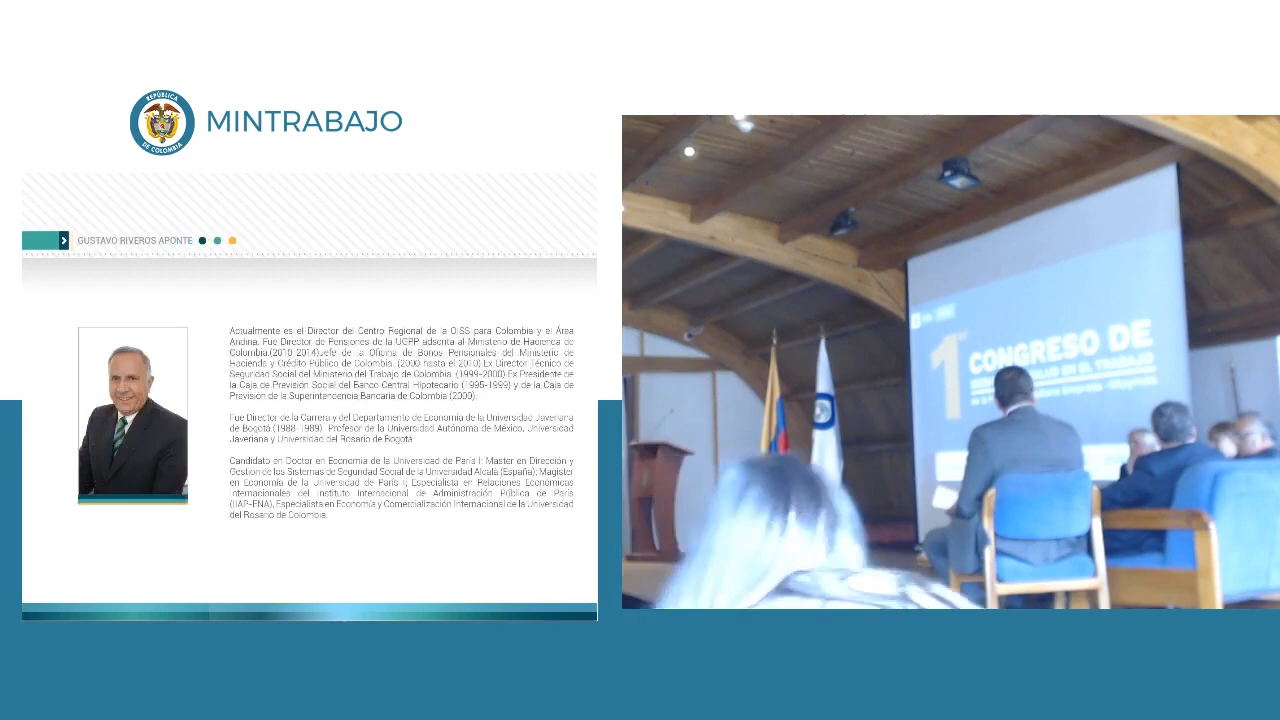 REPÚBLICA
DE COLOMBIA
MINTRABAJO
GUSTAVO RIVEROS APONTE
Actualmente es el Director del Centro Regional de la OISS para Colombia y el Área
Andina. Fue Director de Pensiones de la UGPP adscrita al Ministerio de Hacienda de
Colombia.(2010-2014)Jefe de la Oficina de Bonos Pensionales del Ministerio de
Hacienda y Crédito Público de Colombia. (2000 hasta el 2010).Ex Director Técnico de
Seguridad Social del Ministerio del Trabajo de Colombia (1999-2000).Ex Presidente de
la Caja de Previsión Social del Banco Central Hipotecario (1995-1999) y de la Caja de
Previsión de la Superintendencia Bancaria de Colombia (2000).
Fue Director de la Carrera y del Departamento de Economía de la Universidad Javeriana
de Bogotá.(1988-1989) Profesor de la Universidad Autónoma de México, Universidad
Javeriana y Universidad del Rosario de Bogotá
Candidato en Doctor en Economía de la Universidad de París I; Master en Dirección y
Gestión de los Sistemas de Seguridad Social de la Universidad Alcalá (España); Magíster
en Economía de la Universidad de París I; Especialista en Relaciones Económicas
Internacionales del Instituto Internacional de Administración Pública de París
(IIAP-ENA), Especialista en Economía y Comercialización Internacional de la Universidad
del Rosario de Colombia.
1er CONGRESO DE
SALUD EN EL TRABAJO